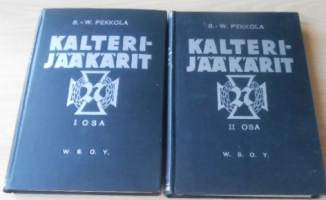 S.-W. PEKKOLA
KALTERI-
JÄÄKÄRIT
I OSA
W. S. O. Y.
S.-W. PEKKOLA
KALTERI-
JÄÄKÄRIT
II OSA
W. S. O. Y.